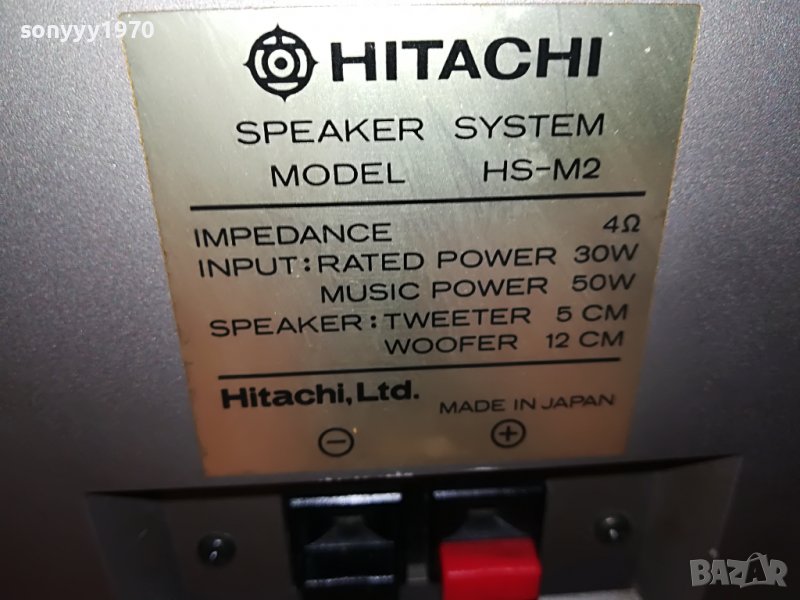 sonyyy1970
HITACHI
SPEAKER SYSTEM
MODEL HS-M2
IMPEDANCE 4Ω
INPUT: RATED POWER 30W
MUSIC POWER 50W
SPEAKER: TWEETER 5 CM
WOOFER 12 CM
Hitachi, Ltd. MADE IN JAPAN
⊖ ⊕
BAZAR